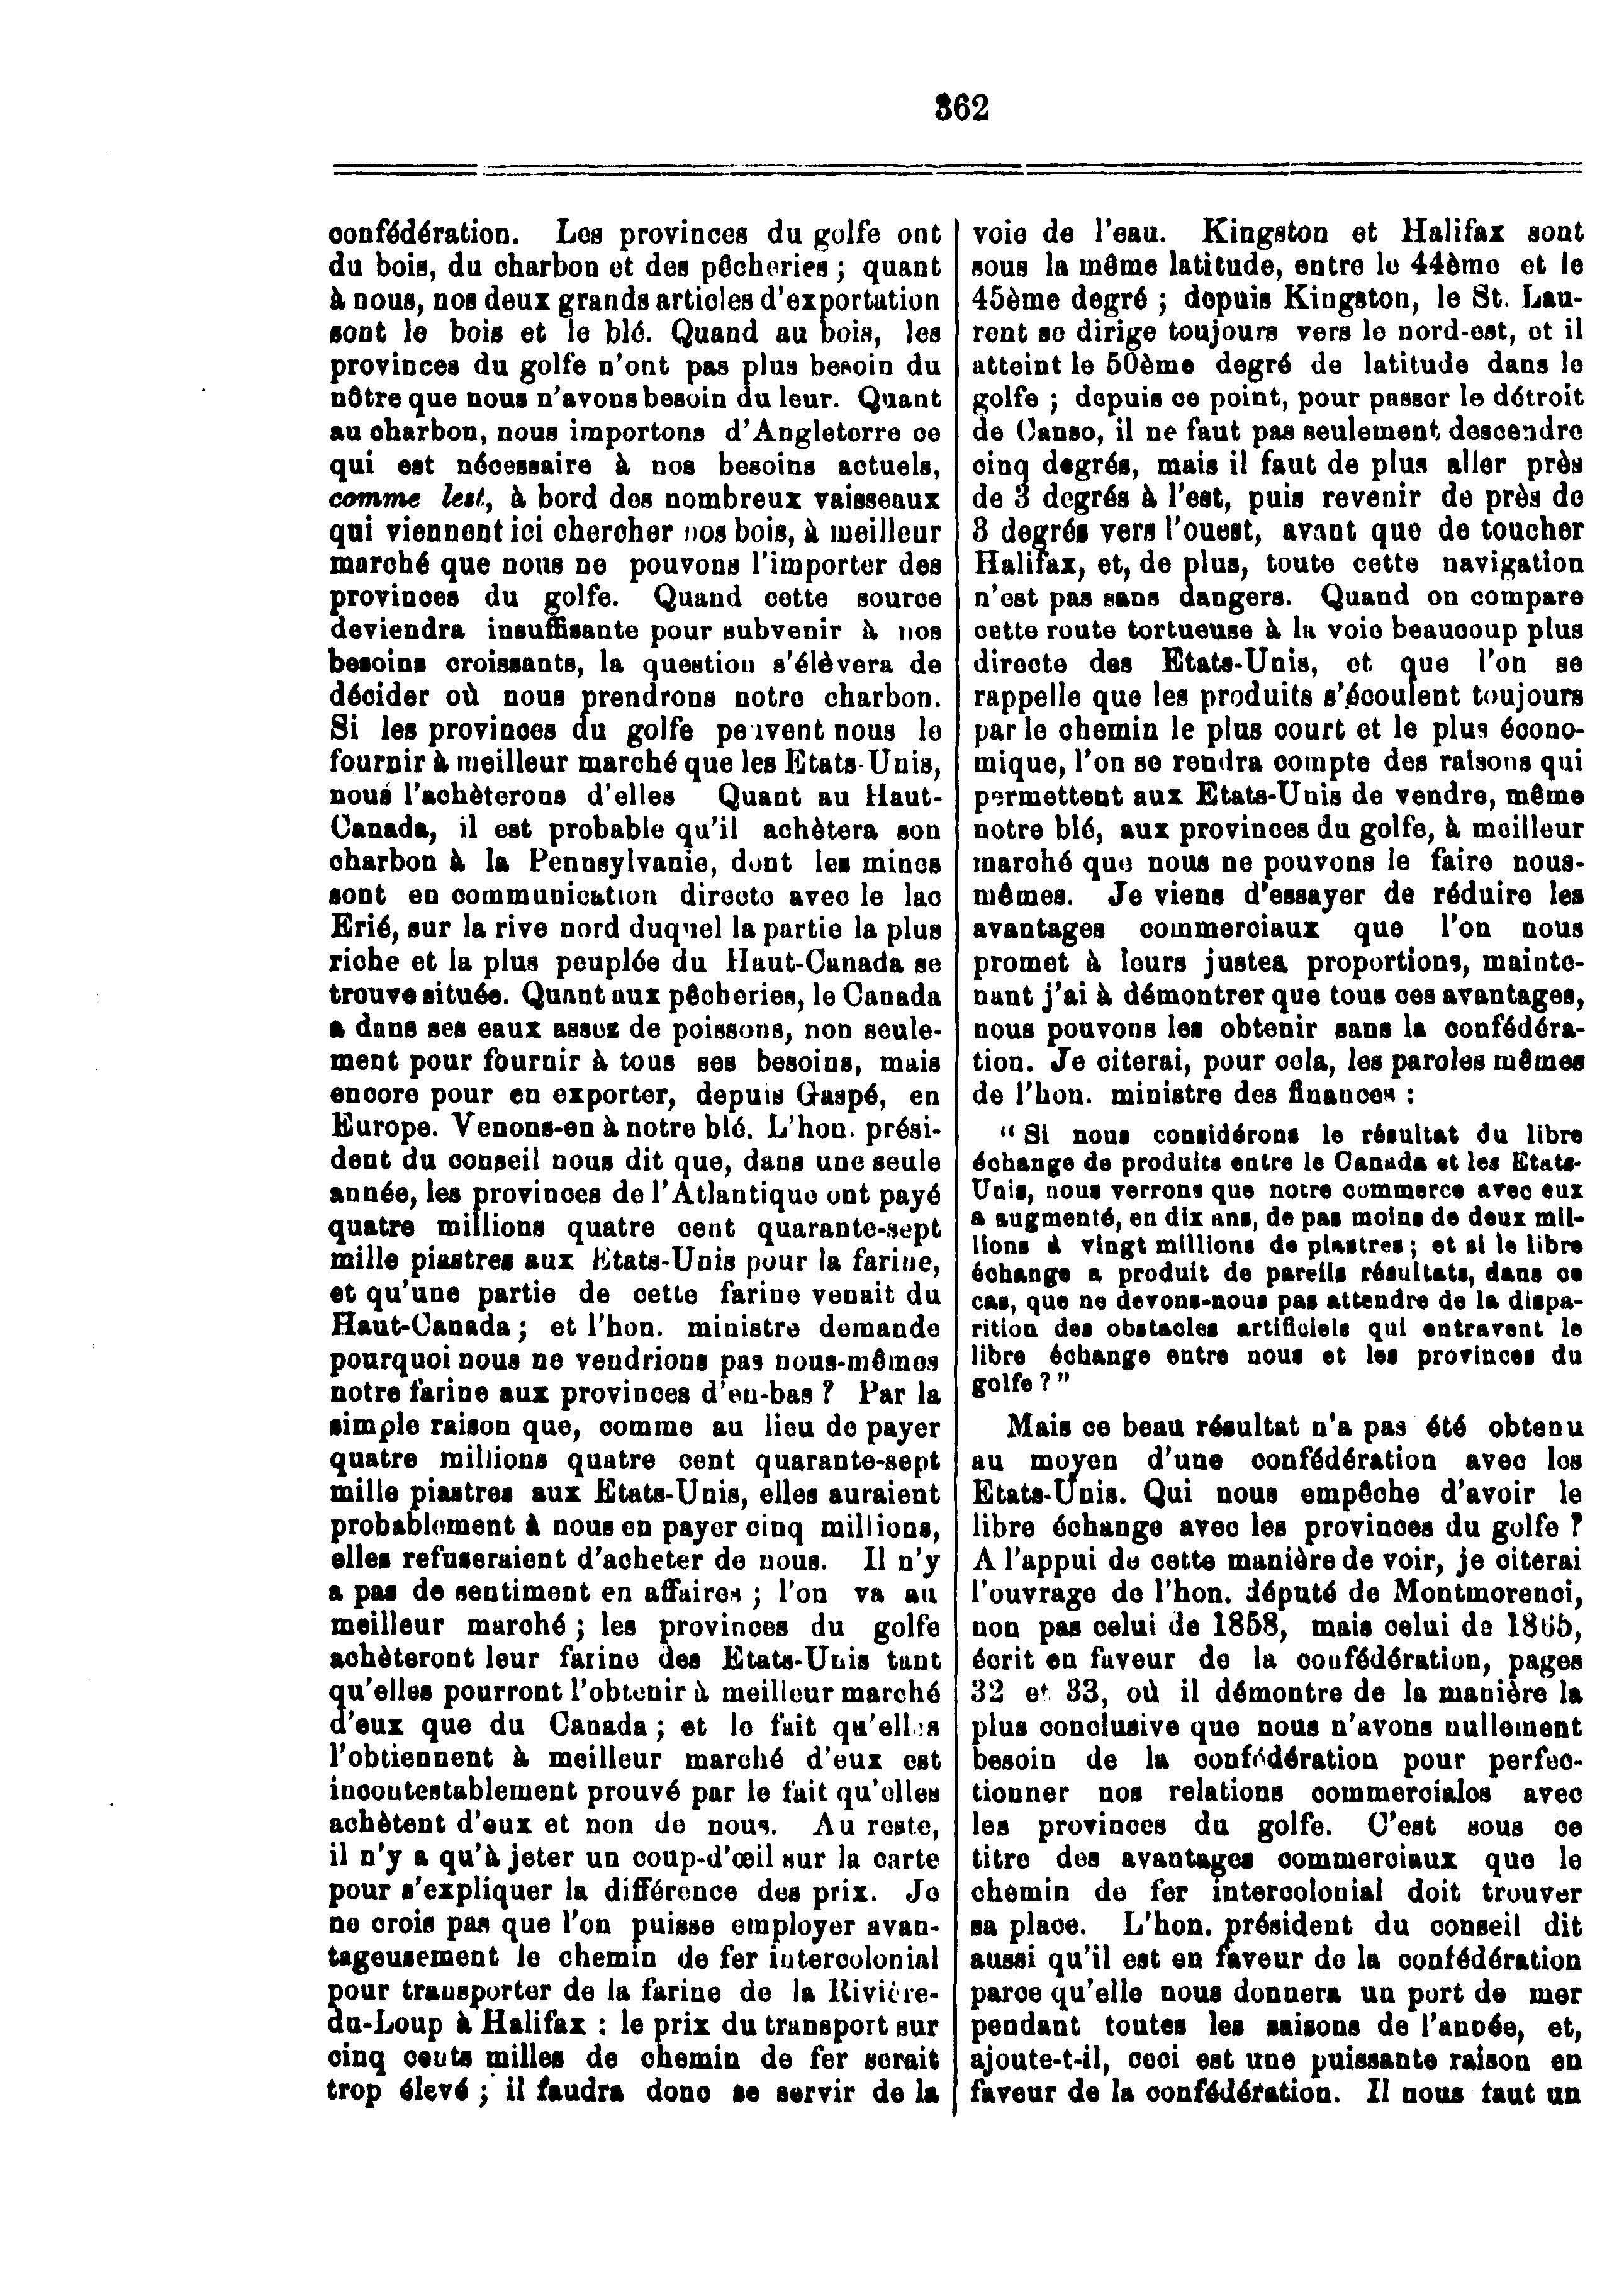 362
confédération. Les provinces du golfe ont
du bois, du charbon et des pêcheries ; quant
à nous, nos deux grands articles d'exportation
sont le bois et le blé. Quand au bois, les
provinces du golfe n'ont pas plus besoin du
nôtre que nous n'avons besoin du leur. Quant
au charbon, nous importons d'Angleterre ce
qui est nécessaire à nos besoins actuels,
comme lest, à bord des nombreux vaisseaux
qui viennent ici chercher nos bois, à meilleur
marché que nous ne pouvons l'importer des
provinces du golfe. Quand cette source
deviendra insuffisante pour subvenir à nos
besoins croissants, la question s'élèvera de
décider où nous prendrons notre charbon.
Si les provinces du golfe peuvent nous le
fournir à meilleur marché que les Etats-Unis,
nous l'achèterons d'elles Quant au Haut-
Canada, il est probable qu'il achètera son
charbon à la Pennsylvanie, dont les mines
sont en communication directe avec le lac
Erié, sur la rive nord duquel la partie la plus
riche et la plus peuplée du Haut-Canada se
trouve située. Quant aux pêcheries, le Canada
a dans ses eaux assez de poissons, non seule-
ment pour fournir à tous ses besoins, mais
encore pour en exporter, depuis Gaspé, en
Europe. Venons-en à notre blé. L'hon. prési-
dent du conseil nous dit que, dans une seule
année, les provinces de l'Atlantique ont payé
quatre millions quatre cent quarante-sept
mille piastres aux Etats-Unis pour la farine,
et qu'une partie de cette farine venait du
Haut-Canada ; et l'hon. ministre demande
pourquoi nous ne vendrions pas nous-mêmes
notre farine aux provinces d'en-bas ? Par la
simple raison que, comme au lieu de payer
quatre millions quatre cent quarante-sept
mille piastres aux Etats-Unis, elles auraient
probablement à nous en payer cinq millions,
elles refuseraient d'acheter de nous. Il n'y
a pas de sentiment en affaires ; l'on va au
meilleur marché ; les provinces du golfe
achèteront leur farine des Etats-Unis tant
qu'elles pourront l'obtenir à meilleur marché
d'eux que du Canada ; et le fait qu'elles
l'obtiennent à meilleur marché d'eux est
incontestablement prouvé par le fait qu'elles
achètent d'eux et non de nous. Au reste,
il n'y a qu'à jeter un coup-d'œil sur la carte
pour s'expliquer la différence des prix. Je
ne crois pas que l'on puisse employer avan-
tageusement le chemin de fer intercolonial
pour transporter de la farine de la Rivière-
du-Loup à Halifax : le prix du transport sur
cinq cents milles de chemin de fer serait
trop élevé ; il faudra donc se servir de la
voie de l'eau. Kingston et Halifax sont
sous la même latitude, entre le 44ème et le
45ème degré ; depuis Kingston, le St. Lau-
rent se dirige toujours vers le nord-est, et il
atteint le 50ème degré de latitude dans le
golfe ; depuis ce point, pour passer le détroit
de Canso, il ne faut pas seulement descendre
cinq degrés, mais il faut de plus aller près
de 3 degrés à l'est, puis revenir de près de
3 degrés vers l'ouest, avant que de toucher
Halifax, et, de plus, toute cette navigation
n'est pas sans dangers. Quand on compare
cette route tortueuse à la voie beaucoup plus
directe des Etats-Unis, et que l'on se
rappelle que les produits s'écoulent toujours
par le chemin le plus court et le plus écono-
mique, l'on se rendra compte des raisons qui
permettent aux Etats-Unis de vendre, même
notre blé, aux provinces du golfe, à meilleur
marché que nous ne pouvons le faire nous-
mêmes. Je viens d'essayer de réduire les
avantages commerciaux que l'on nous
promet à leurs justes proportions, mainte-
nant j'ai à démontrer que tous ces avantages,
nous pouvons les obtenir sans la confédéra-
tion. Je citerai, pour cela, les paroles mêmes
de l'hon. ministre des finances :
“ Si nous considérons le résultat du libre
échange de produits entre le Canada et les Etats-
Unis, nous verrons que notre commerce avec eux
a augmenté, en dix ans, de pas moins de deux mil-
lions à vingt millions de piastres ; et si le libre
échange a produit de pareils résultats, dans ce
cas, que ne devons-nous pas attendre de la dispa-
rition des obstacles artificiels qui entravent le
libre échange entre nous et les provinces du
golfe ? ”
Mais ce beau résultat n'a pas été obtenu
au moyen d'une confédération avec les
Etats-Unis. Qui nous empêche d'avoir le
libre échange avec les provinces du golfe ?
A l'appui de cette manière de voir, je citerai
l'ouvrage de l'hon. député de Montmorenci,
non pas celui de 1858, mais celui de 1865,
écrit en faveur de la confédération, pages
32 et 33, où il démontre de la manière la
plus conclusive que nous n'avons nullement
besoin de la confédération pour perfec-
tionner nos relations commerciales avec
les provinces du golfe. C'est sous ce
titre des avantages commerciaux que le
chemin de fer intercolonial doit trouver
sa place. L'hon. président du conseil dit
aussi qu'il est en faveur de la confédération
parce qu'elle nous donnera un port de mer
pendant toutes les saisons de l'année, et,
ajoute-t-il, ceci est une puissante raison en
faveur de la confédération. Il nous faut un